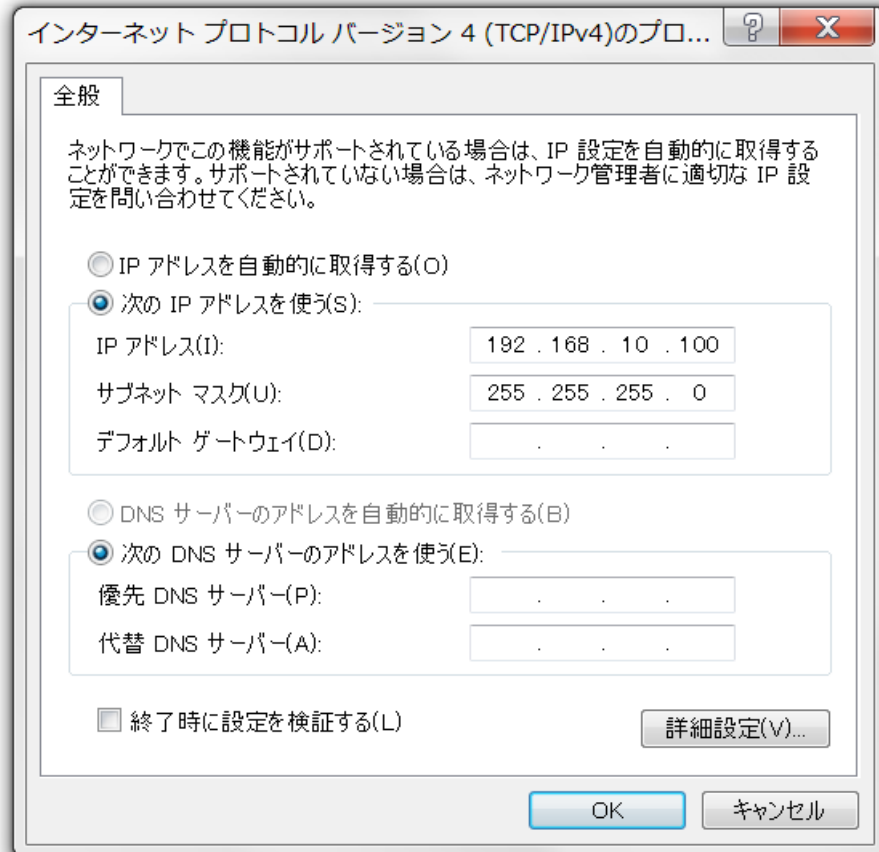 インターネット プロトコル バージョン 4 (TCP/IPv4)のプロ...
全般
ネットワークでこの機能がサポートされている場合は、IP 設定を自動的に取得する
ことができます。サポートされていない場合は、ネットワーク管理者に適切な IP 設
定を問い合わせてください。
IP アドレスを自動的に取得する(O)
次の IP アドレスを使う(S):
IP アドレス(I): 192 . 168 . 10 . 100
サブネット マスク(U): 255 . 255 . 255 . 0
デフォルト ゲートウェイ(D): . . .
DNS サーバーのアドレスを自動的に取得する(B)
次の DNS サーバーのアドレスを使う(E):
優先 DNS サーバー(P): . . .
代替 DNS サーバー(A): . . .
終了時に設定を検証する(L)
詳細設定(V)...
OK キャンセル